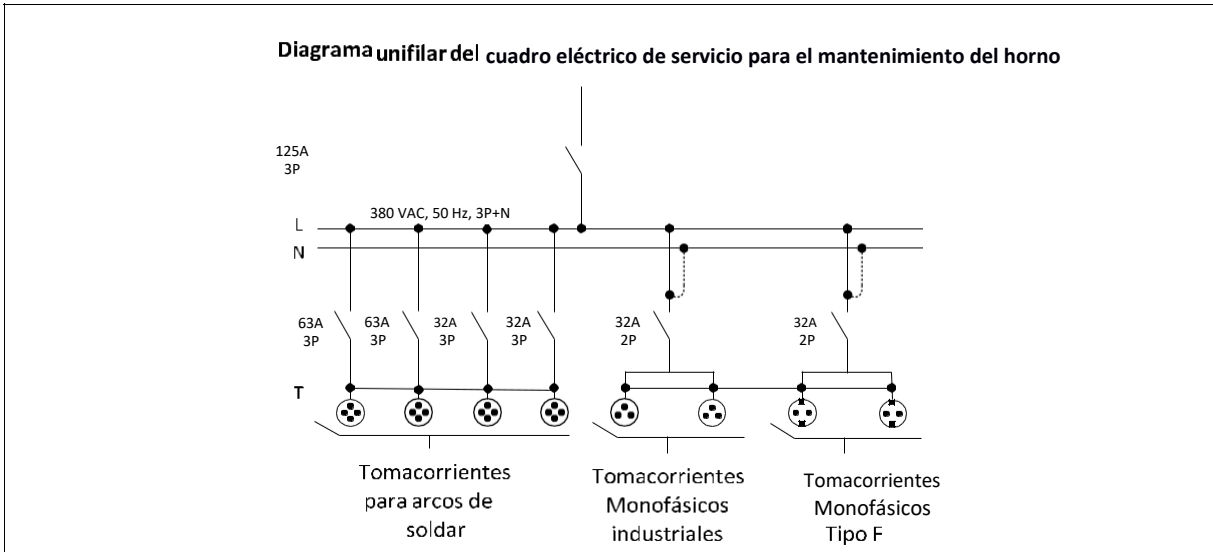 Diagrama unifilar del cuadro eléctrico de servicio para el mantenimiento del horno
125A
3P
380 VAC, 50 Hz, 3P+N
L
N
63A
3P
63A
3P
32A
3P
32A
3P
32A
2P
32A
2P
T
Tomacorrientes
para arcos de
soldar
Tomacorrientes
Monofásicos
industriales
Tomacorrientes
Monofásicos
Tipo F